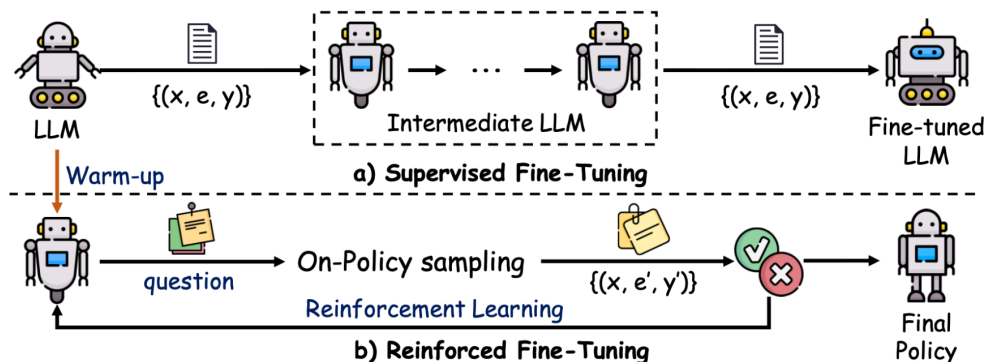 {(x, e, y)}
{(x, e, y)}
LLM
Intermediate LLM
Fine-tuned
LLM
a) Supervised Fine-Tuning
Warm-up
question
On-Policy sampling
{(x, e′, y′)}
Reinforcement Learning
Final
Policy
b) Reinforced Fine-Tuning